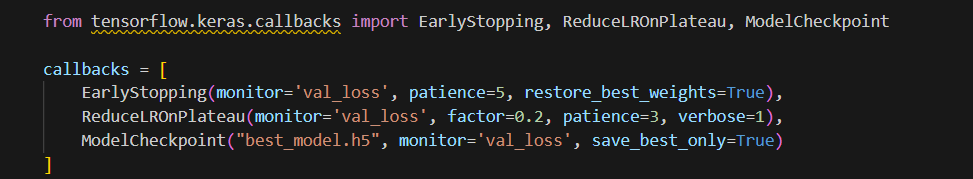 from tensorflow.keras.callbacks import EarlyStopping, ReduceLROnPlateau, ModelCheckpoint
callbacks = [
    EarlyStopping(monitor='val_loss', patience=5, restore_best_weights=True),
    ReduceLROnPlateau(monitor='val_loss', factor=0.2, patience=3, verbose=1),
    ModelCheckpoint("best_model.h5", monitor='val_loss', save_best_only=True)
]